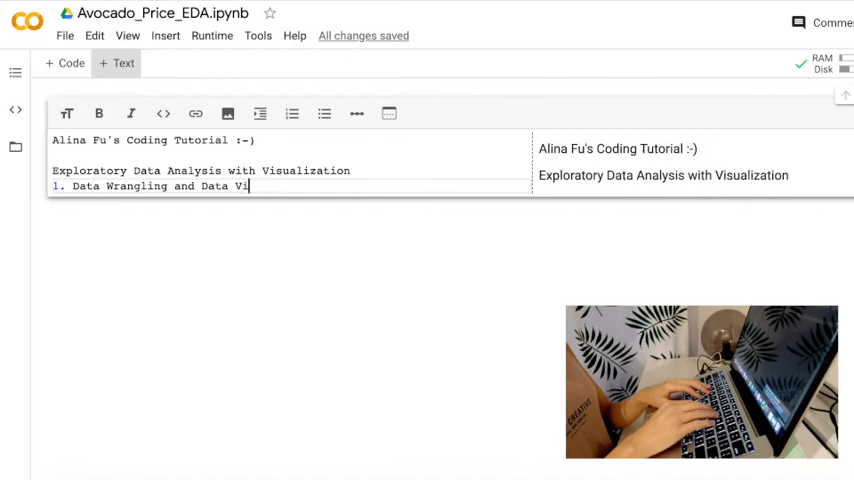 CO Avocado_Price_EDA.ipynb
File Edit View Insert Runtime Tools Help All changes saved
Comme
+ Code + Text
RAM
Disk
Alina Fu's Coding Tutorial :-)
Exploratory Data Analysis with Visualization
1. Data Wrangling and Data Vi
Alina Fu's Coding Tutorial :-)
Exploratory Data Analysis with Visualization
CREATIVE